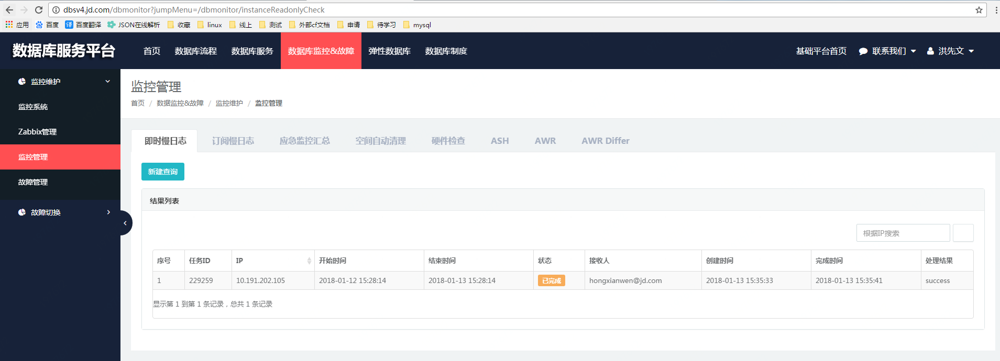 dbsv4.jd.com/dbmonitor?jumpMenu=/dbmonitor/instanceReadonlyCheck
应用 百度 译 百度翻译 JSON在线解析 收藏 linux 线上 测试 外部cf文档 申请 待学习 mysql
数据库服务平台 首页 数据库流程 数据库服务 数据库监控&故障 弹性数据库 数据库制度 基础平台首页 联系我们 洪先文
监控维护
监控系统
Zabbix管理
监控管理
故障管理
故障切换
监控管理
首页 / 数据监控&故障 / 监控维护 / 监控管理
即时慢日志 订阅慢日志 应急监控汇总 空间自动清理 硬件检查 ASH AWR AWR Differ
新建查询
结果列表
根据IP搜索
序号 任务ID IP 开始时间 结束时间 状态 接收人 创建时间 完成时间 处理结果
1 229259 10.191.202.105 2018-01-12 15:28:14 2018-01-13 15:28:14 已完成 hongxianwen@jd.com 2018-01-13 15:35:33 2018-01-13 15:35:41 success
显示第 1 到第 1 条记录，总共 1 条记录